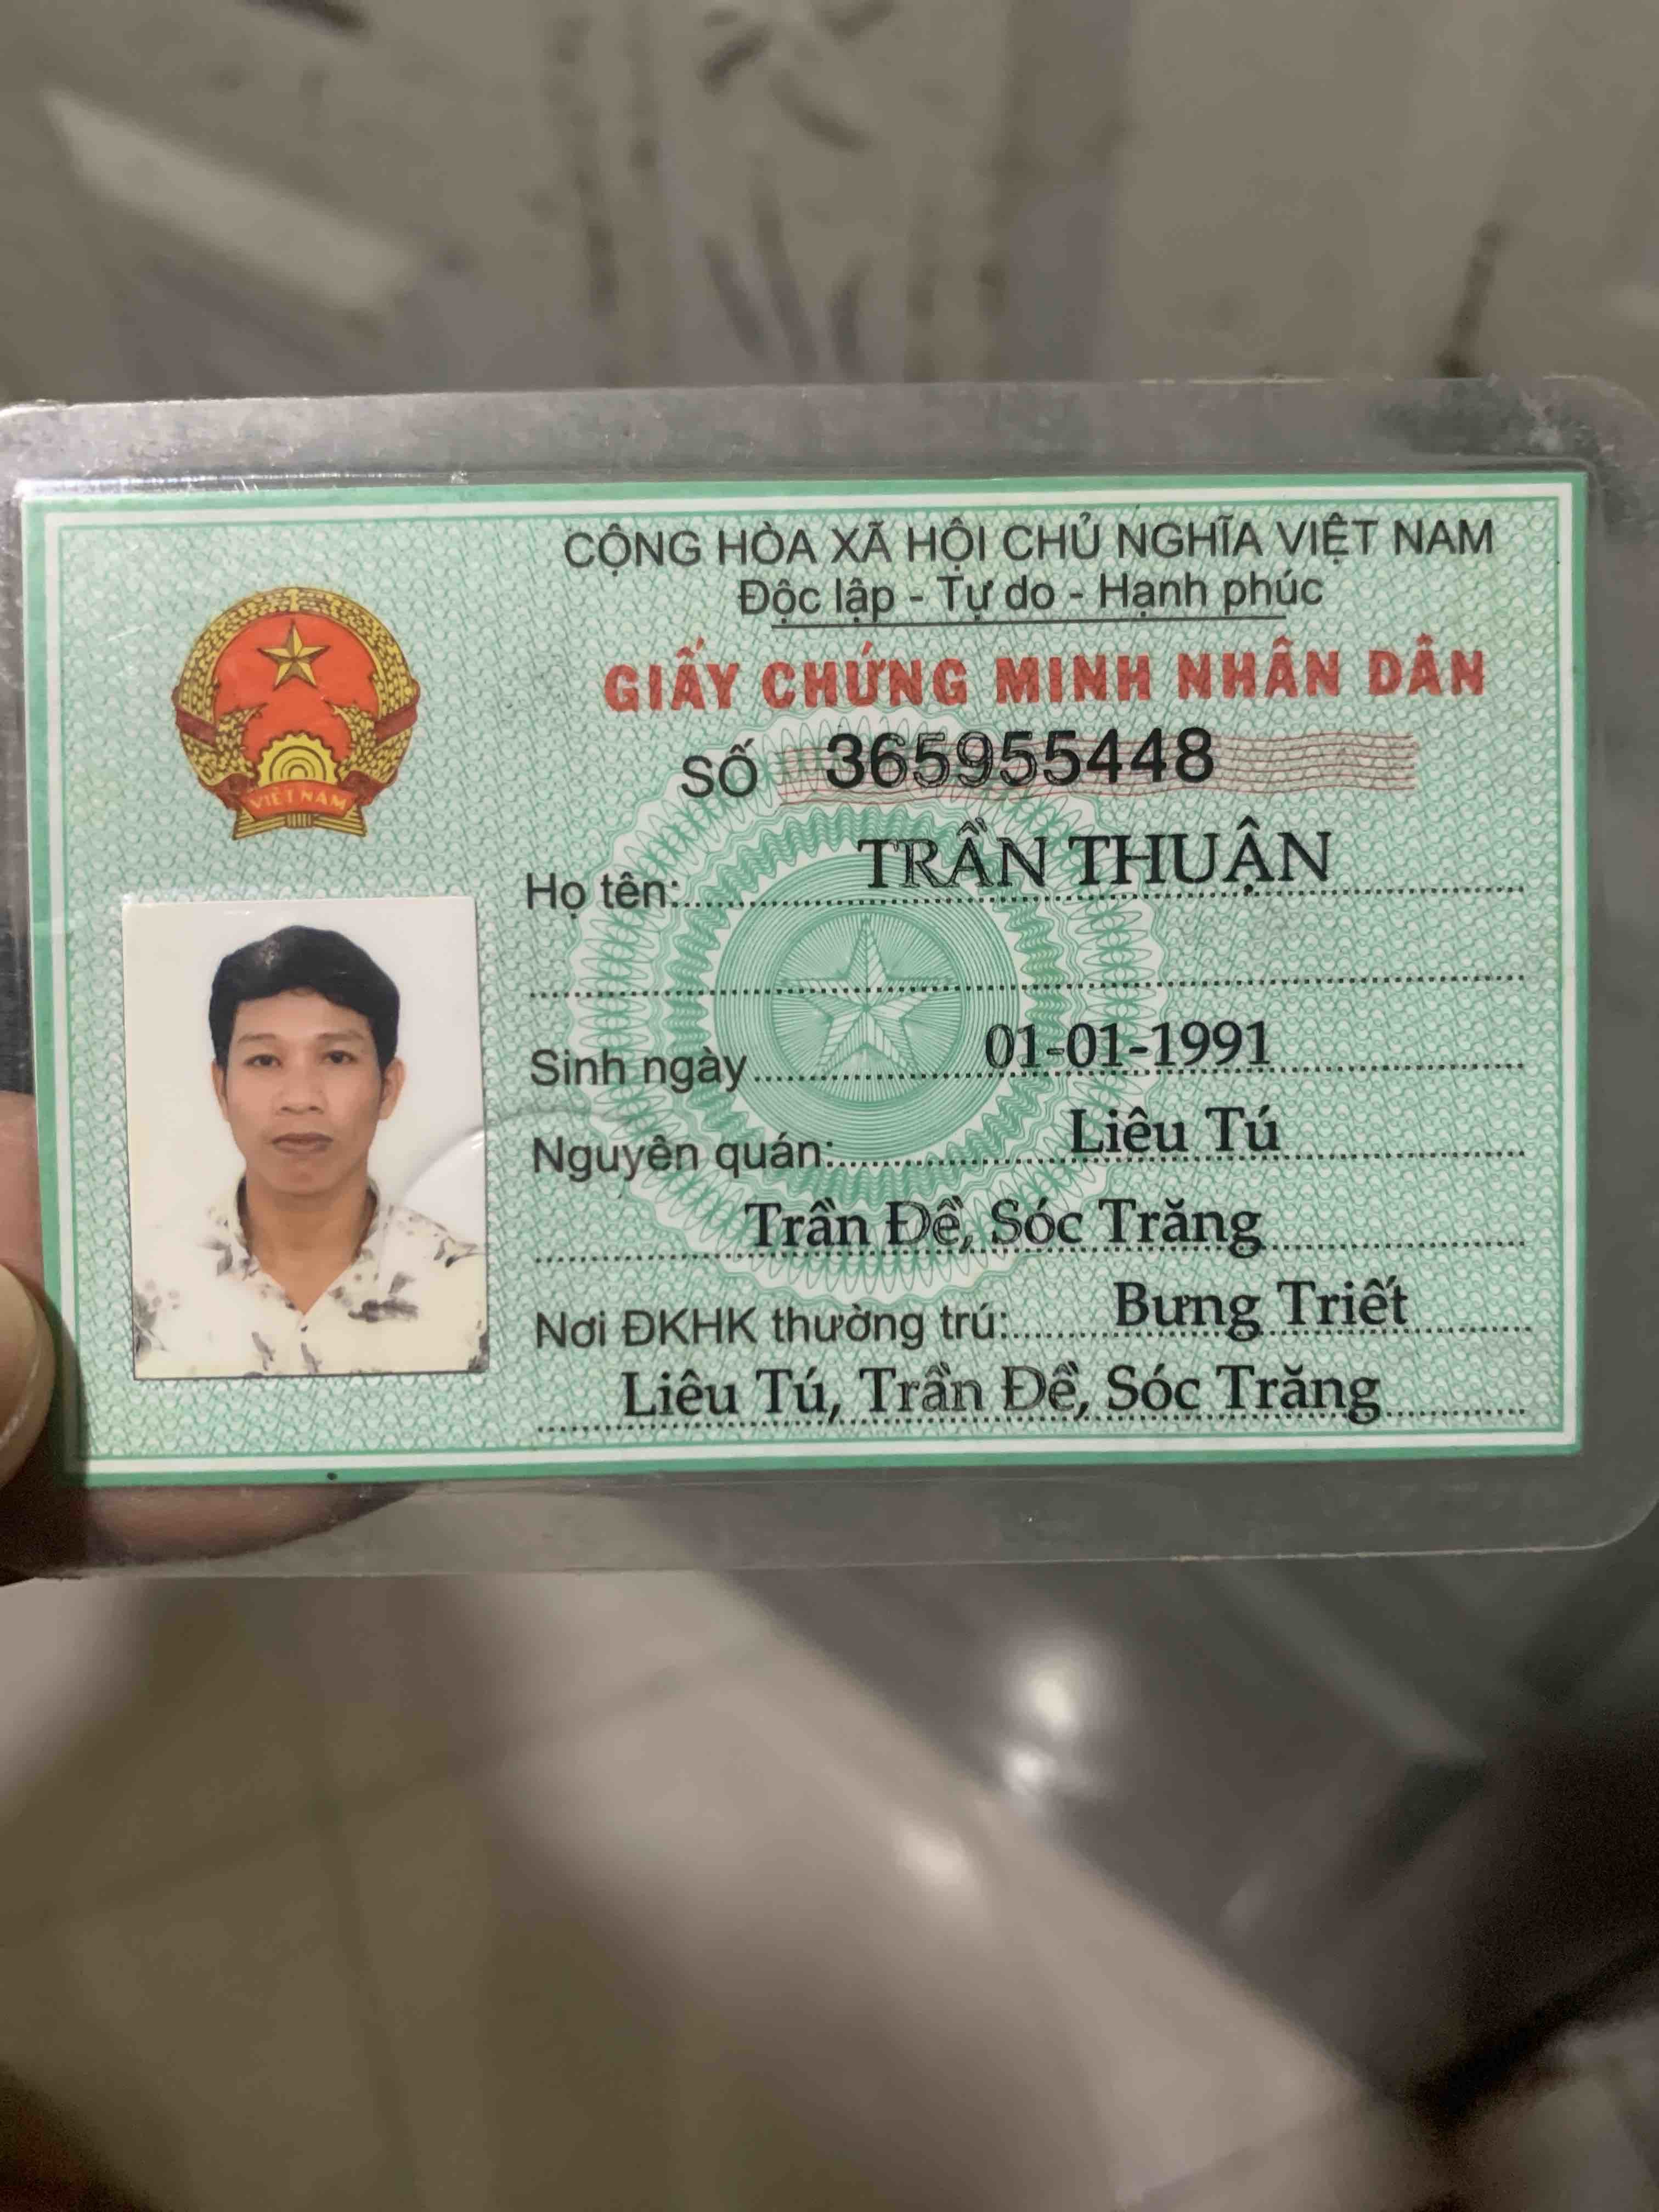 CỘNG HÒA XÃ HỘI CHỦ NGHĨA VIỆT NAM
Độc lập - Tự do - Hạnh phúc
GIẤY CHỨNG MINH NHÂN DÂN
SỐ 365955448
VIỆT NAM
Họ tên: TRẦN THUẬN
Sinh ngày 01-01-1991
Nguyên quán: Liêu Tú
Trần Đề, Sóc Trăng
Nơi ĐKHK thường trú: Bưng Triết
Liêu Tú, Trần Đề, Sóc Trăng